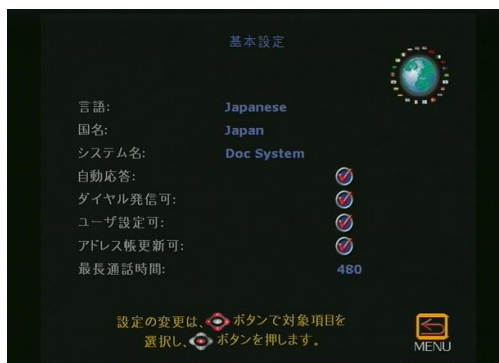 基本設定
言語: Japanese
国名: Japan
システム名: Doc System
自動応答:
ダイヤル発信可:
ユーザ設定可:
アドレス帳更新可:
最長通話時間: 480
設定の変更は、ボタンで対象項目を
選択し、ボタンを押します。
MENU